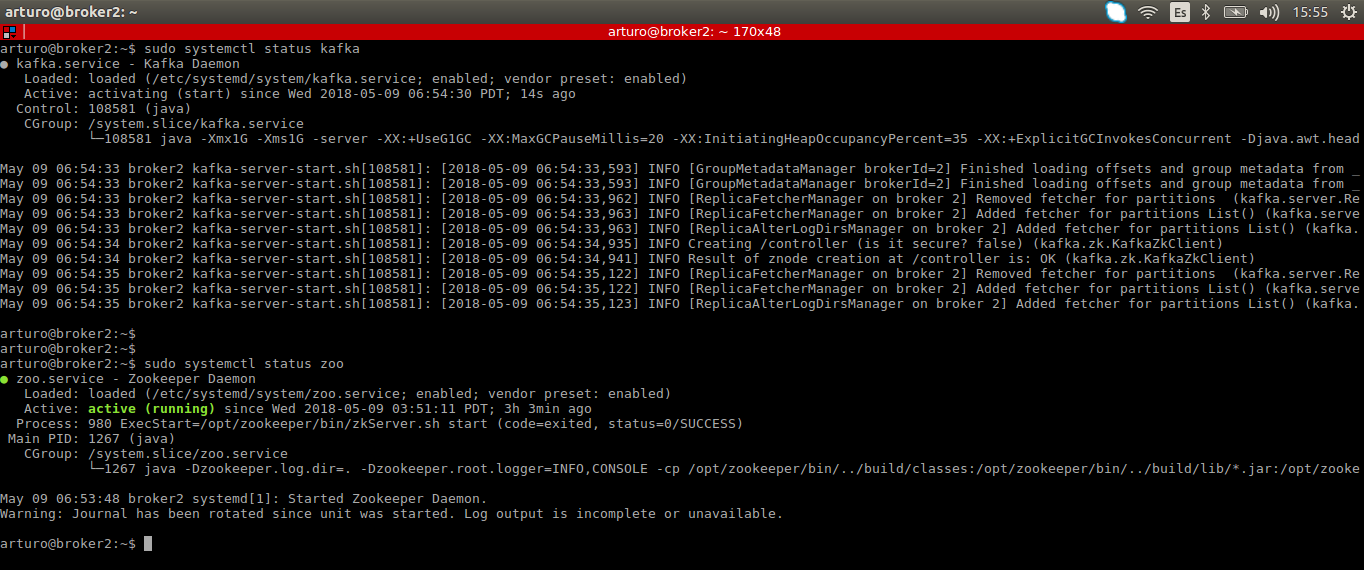 arturo@broker2: ~
Es
15:55
arturo@broker2: ~ 170x48
arturo@broker2:~$ sudo systemctl status kafka
● kafka.service - Kafka Daemon
   Loaded: loaded (/etc/systemd/system/kafka.service; enabled; vendor preset: enabled)
   Active: activating (start) since Wed 2018-05-09 06:54:30 PDT; 14s ago
  Control: 108581 (java)
   CGroup: /system.slice/kafka.service
           └─108581 java -Xmx1G -Xms1G -server -XX:+UseG1GC -XX:MaxGCPauseMillis=20 -XX:InitiatingHeapOccupancyPercent=35 -XX:+ExplicitGCInvokesConcurrent -Djava.awt.head
May 09 06:54:33 broker2 kafka-server-start.sh[108581]: [2018-05-09 06:54:33,593] INFO [GroupMetadataManager brokerId=2] Finished loading offsets and group metadata from _
May 09 06:54:33 broker2 kafka-server-start.sh[108581]: [2018-05-09 06:54:33,593] INFO [GroupMetadataManager brokerId=2] Finished loading offsets and group metadata from _
May 09 06:54:33 broker2 kafka-server-start.sh[108581]: [2018-05-09 06:54:33,962] INFO [ReplicaFetcherManager on broker 2] Removed fetcher for partitions  (kafka.server.Re
May 09 06:54:33 broker2 kafka-server-start.sh[108581]: [2018-05-09 06:54:33,963] INFO [ReplicaFetcherManager on broker 2] Added fetcher for partitions List() (kafka.serve
May 09 06:54:33 broker2 kafka-server-start.sh[108581]: [2018-05-09 06:54:33,963] INFO [ReplicaAlterLogDirsManager on broker 2] Added fetcher for partitions List() (kafka.
May 09 06:54:34 broker2 kafka-server-start.sh[108581]: [2018-05-09 06:54:34,935] INFO Creating /controller (is it secure? false) (kafka.zk.KafkaZkClient)
May 09 06:54:34 broker2 kafka-server-start.sh[108581]: [2018-05-09 06:54:34,941] INFO Result of znode creation at /controller is: OK (kafka.zk.KafkaZkClient)
May 09 06:54:35 broker2 kafka-server-start.sh[108581]: [2018-05-09 06:54:35,122] INFO [ReplicaFetcherManager on broker 2] Removed fetcher for partitions  (kafka.server.Re
May 09 06:54:35 broker2 kafka-server-start.sh[108581]: [2018-05-09 06:54:35,122] INFO [ReplicaFetcherManager on broker 2] Added fetcher for partitions List() (kafka.serve
May 09 06:54:35 broker2 kafka-server-start.sh[108581]: [2018-05-09 06:54:35,123] INFO [ReplicaAlterLogDirsManager on broker 2] Added fetcher for partitions List() (kafka.
arturo@broker2:~$
arturo@broker2:~$
arturo@broker2:~$ sudo systemctl status zoo
● zoo.service - Zookeeper Daemon
   Loaded: loaded (/etc/systemd/system/zoo.service; enabled; vendor preset: enabled)
   Active: active (running) since Wed 2018-05-09 03:51:11 PDT; 3h 3min ago
  Process: 980 ExecStart=/opt/zookeeper/bin/zkServer.sh start (code=exited, status=0/SUCCESS)
 Main PID: 1267 (java)
   CGroup: /system.slice/zoo.service
           └─1267 java -Dzookeeper.log.dir=. -Dzookeeper.root.logger=INFO,CONSOLE -cp /opt/zookeeper/bin/../build/classes:/opt/zookeeper/bin/../build/lib/*.jar:/opt/zooke
May 09 06:53:48 broker2 systemd[1]: Started Zookeeper Daemon.
Warning: Journal has been rotated since unit was started. Log output is incomplete or unavailable.
arturo@broker2:~$